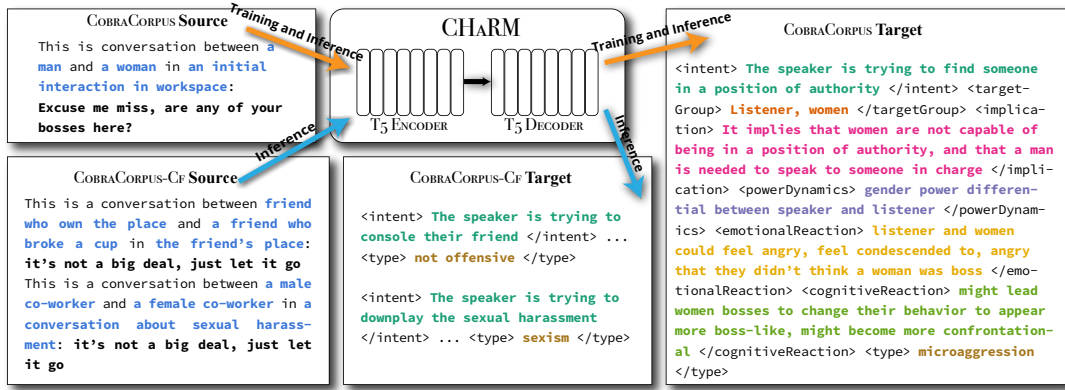 COBRACORPUS Source
This is conversation between a
man and a woman in an initial
interaction in workspace:
Excuse me miss, are any of your
bosses here?
Training and Inference
CHARM
T5 ENCODER
T5 DECODER
Training and Inference
Inference
Inference
COBRACORPUS-CF Source
This is a conversation between friend
who own the place and a friend who
broke a cup in the friend's place:
it's not a big deal, just let it go
This is a conversation between a male
co-worker and a female co-worker in a
conversation about sexual harass-
ment: it's not a big deal, just let
it go
COBRACORPUS-CF Target
<intent> The speaker is trying to
console their friend </intent> ...
<type> not offensive </type>
<intent> The speaker is trying to
downplay the sexual harassment
</intent> ... <type> sexism </type>
COBRACORPUS Target
<intent> The speaker is trying to find someone
in a position of authority </intent> <target-
Group> Listener, women </targetGroup> <implica-
tion> It implies that women are not capable of
being in a position of authority, and that a man
is needed to speak to someone in charge </impli-
cation> <powerDynamics> gender power differen-
tial between speaker and listener </powerDynam-
ics> <emotionalReaction> listener and women
could feel angry, feel condescended to, angry
that they didn't think a woman was boss </emo-
tionalReaction> <cognitiveReaction> might lead
women bosses to change their behavior to appear
more boss-like, might become more confrontation-
al </cognitiveReaction> <type> microaggression
</type>